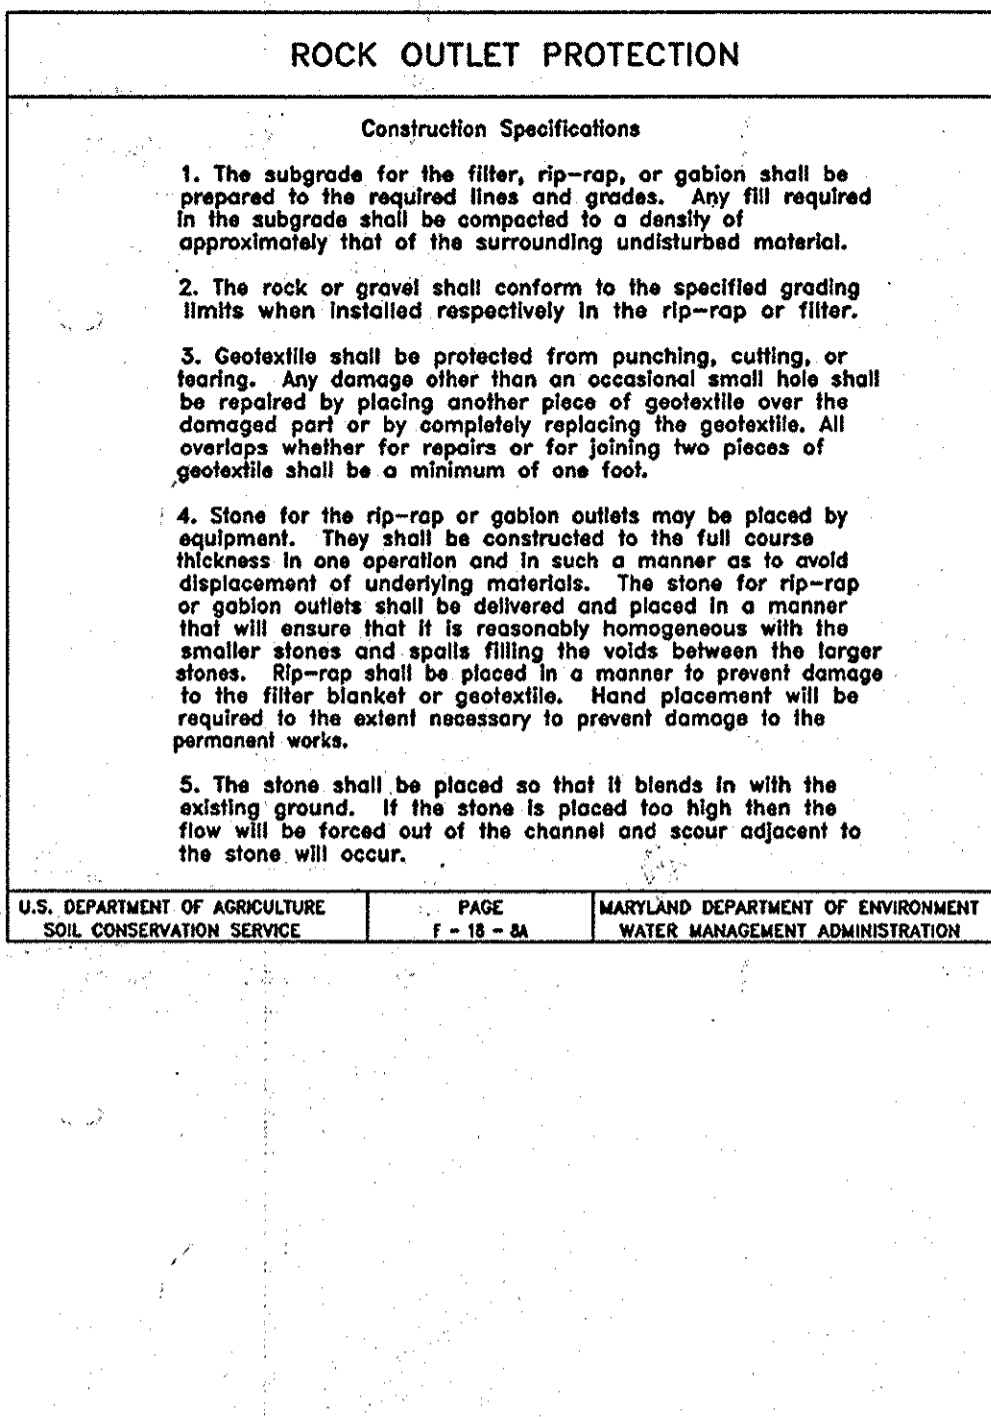 ROCK OUTLET PROTECTION
Construction Specifications
1. The subgrade for the filter, rip-rap, or gabion shall be
prepared to the required lines and grades. Any fill required
in the subgrade shall be compacted to a density of
approximately that of the surrounding undisturbed material.
2. The rock or gravel shall conform to the specified grading
limits when installed respectively in the rip-rap or filter.
3. Geotextile shall be protected from punching, cutting, or
tearing. Any damage other than an occasional small hole shall
be repaired by placing another piece of geotextile over the
damaged part or by completely replacing the geotextile. All
overlaps whether for repairs or for joining two pieces of
geotextile shall be a minimum of one foot.
4. Stone for the rip-rap or gabion outlets may be placed by
equipment. They shall be constructed to the full course
thickness in one operation and in such a manner as to avoid
displacement of underlying materials. The stone for rip-rap
or gabion outlets shall be delivered and placed in a manner
that will ensure that it is reasonably homogeneous with the
smaller stones and spalls filling the voids between the larger
stones. Rip-rap shall be placed in a manner to prevent damage
to the filter blanket or geotextile. Hand placement will be
required to the extent necessary to prevent damage to the
permanent works.
5. The stone shall be placed so that it blends in with the
existing ground. If the stone is placed too high then the
flow will be forced out of the channel and scour adjacent to
the stone will occur.
U.S. DEPARTMENT OF AGRICULTURE
SOIL CONSERVATION SERVICE
PAGE
F - 18 - 8A
MARYLAND DEPARTMENT OF ENVIRONMENT
WATER MANAGEMENT ADMINISTRATION